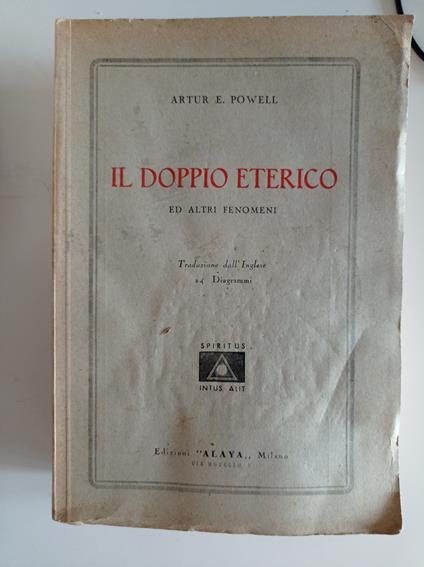 ARTUR E. POWELL
IL DOPPIO ETERICO
ED ALTRI FENOMENI
Traduzione dall'Inglese
24 Diagrammi
SPIRITUS
INTUS ALIT
Edizioni "ALAYA,, Milano
VIA